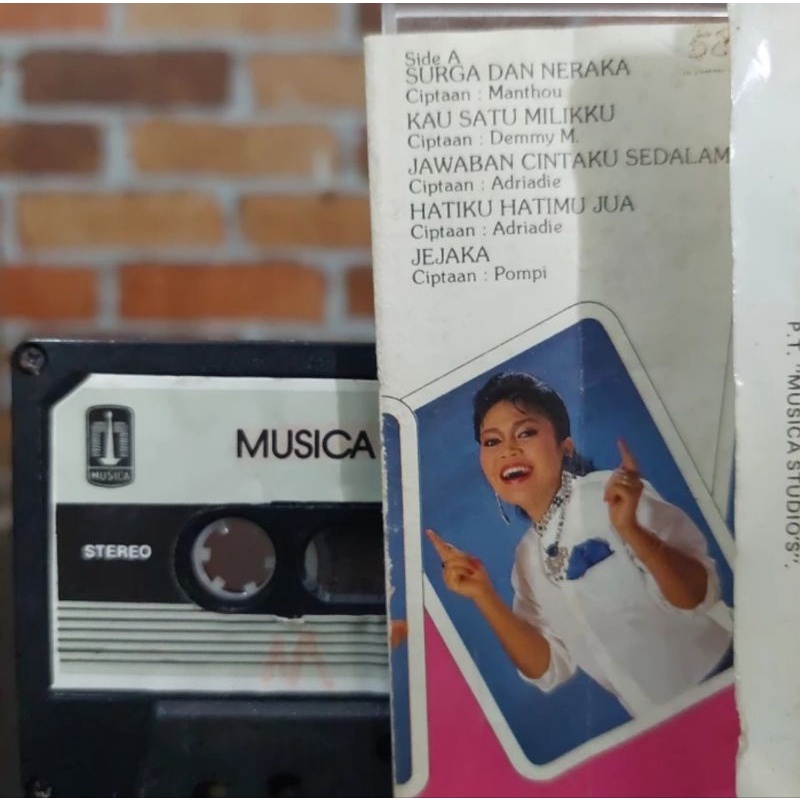 Side A
SURGA DAN NERAKA
Ciptaan : Manthou
KAU SATU MILIKKU
Ciptaan : Demmy M.
JAWABAN CINTAKU SEDALAM
Ciptaan : Adriadie
HATIKU HATIMU JUA
Ciptaan : Adriadie
JEJAKA
Ciptaan : Pompi
MUSICA
MUSICA
STEREO
P.T. "MUSICA STUDIO'S".